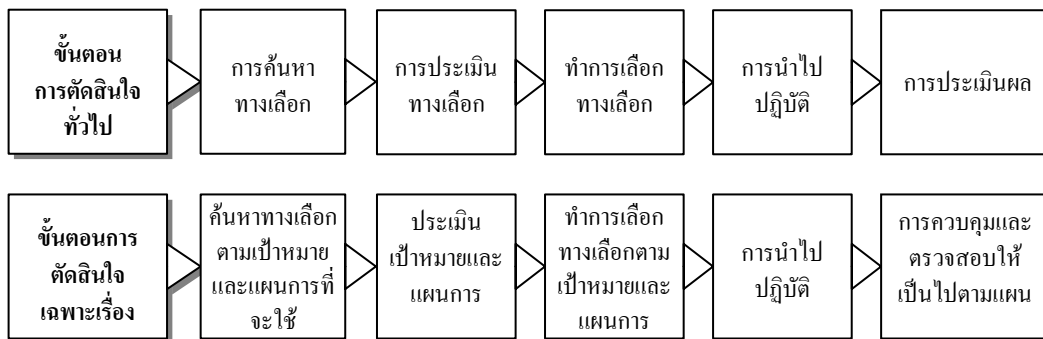 ขั้นตอน
การตัดสินใจ
ทั่วไป
การค้นหา
ทางเลือก
การประเมิน
ทางเลือก
ทำการเลือก
ทางเลือก
การนำไป
ปฏิบัติ
การประเมินผล
ขั้นตอนการ
ตัดสินใจ
เฉพาะเรื่อง
ค้นหาทางเลือก
ตามเป้าหมาย
และแผนการที่
จะใช้
ประเมิน
เป้าหมายและ
แผนการ
ทำการเลือก
ทางเลือกตาม
เป้าหมายและ
แผนการ
การนำไป
ปฏิบัติ
การควบคุมและ
ตรวจสอบให้
เป็นไปตามแผน